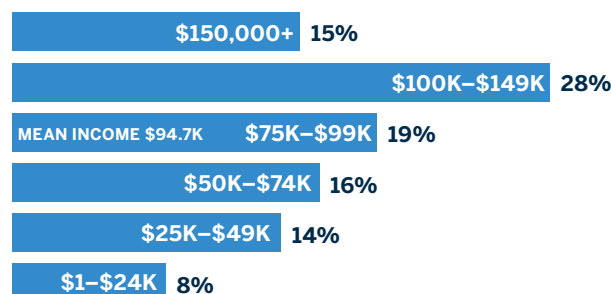 $150,000+ 15%
$100K–$149K 28%
MEAN INCOME $94.7K $75K–$99K 19%
$50K–$74K 16%
$25K–$49K 14%
$1–$24K 8%